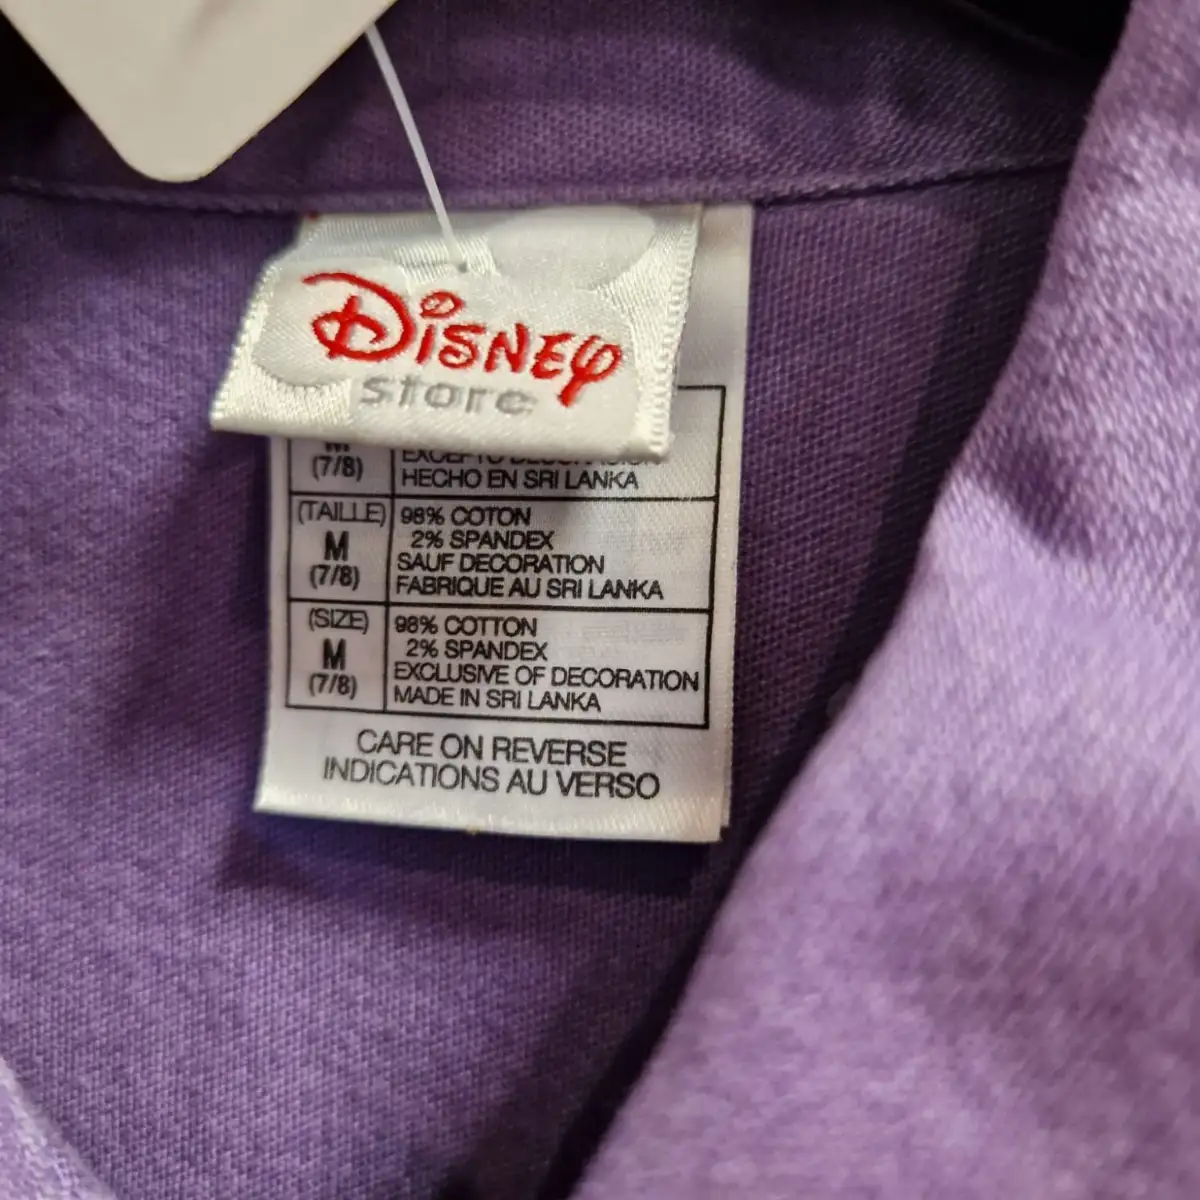 Disney
store
(7/8)
HECHO EN SRI LANKA
(TAILLE)
M
(7/8)
98% COTON
2% SPANDEX
SAUF DECORATION
FABRIQUE AU SRI LANKA
(SIZE)
M
(7/8)
98% COTTON
2% SPANDEX
EXCLUSIVE OF DECORATION
MADE IN SRI LANKA
CARE ON REVERSE
INDICATIONS AU VERSO